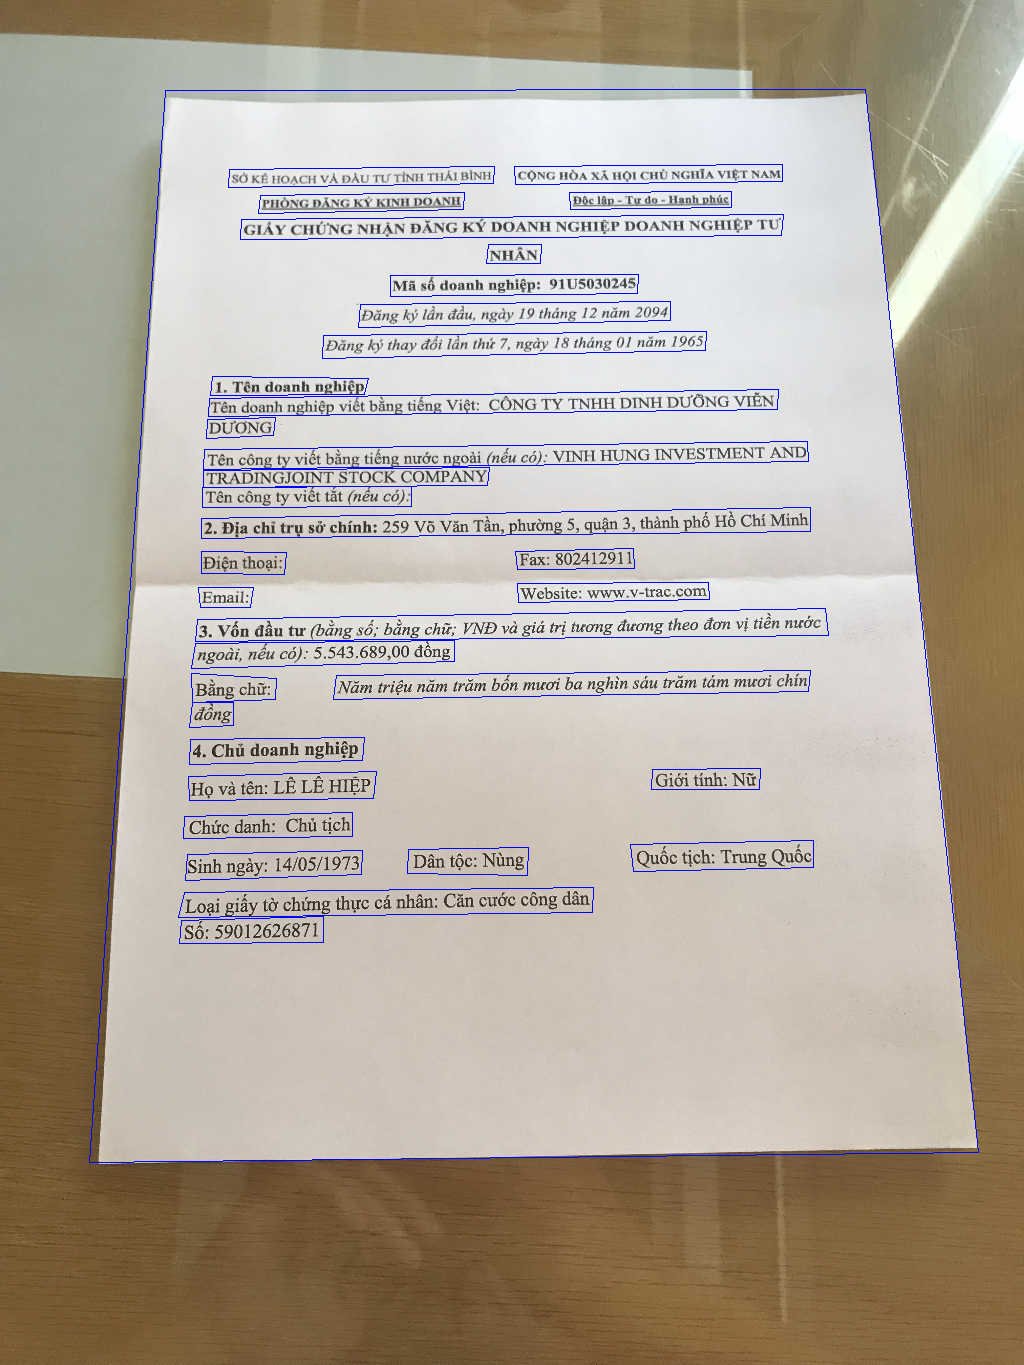 SỞ KẾ HOẠCH VÀ ĐẦU TƯ TỈNH THÁI BÌNH CỘNG HÒA XÃ HỘI CHỦ NGHĨA VIỆT NAM
PHÒNG ĐĂNG KÝ KINH DOANH Độc lập - Tự do - Hạnh phúc
GIẤY CHỨNG NHẬN ĐĂNG KÝ DOANH NGHIỆP DOANH NGHIỆP TƯ
NHÂN
Mã số doanh nghiệp: 91U5030245
Đăng ký lần đầu, ngày 19 tháng 12 năm 2094
Đăng ký thay đổi lần thứ 7, ngày 18 tháng 01 năm 1965
1. Tên doanh nghiệp
Tên doanh nghiệp viết bằng tiếng Việt: CÔNG TY TNHH DINH DƯỠNG VIỄN
DƯƠNG
Tên công ty viết bằng tiếng nước ngoài (nếu có): VINH HUNG INVESTMENT AND
TRADINGJOINT STOCK COMPANY
Tên công ty viết tắt (nếu có):
2. Địa chỉ trụ sở chính: 259 Võ Văn Tần, phường 5, quận 3, thành phố Hồ Chí Minh
Điện thoại: Fax: 802412911
Email: Website: www.v-trac.com
3. Vốn đầu tư (bằng số; bằng chữ; VNĐ và giá trị tương đương theo đơn vị tiền nước
ngoài, nếu có): 5.543.689,00 đồng
Bằng chữ: Năm triệu năm trăm bốn mươi ba nghìn sáu trăm tám mươi chín
đồng
4. Chủ doanh nghiệp
Họ và tên: LÊ LÊ HIỆP Giới tính: Nữ
Chức danh: Chủ tịch
Sinh ngày: 14/05/1973 Dân tộc: Nùng Quốc tịch: Trung Quốc
Loại giấy tờ chứng thực cá nhân: Căn cước công dân
Số: 59012626871